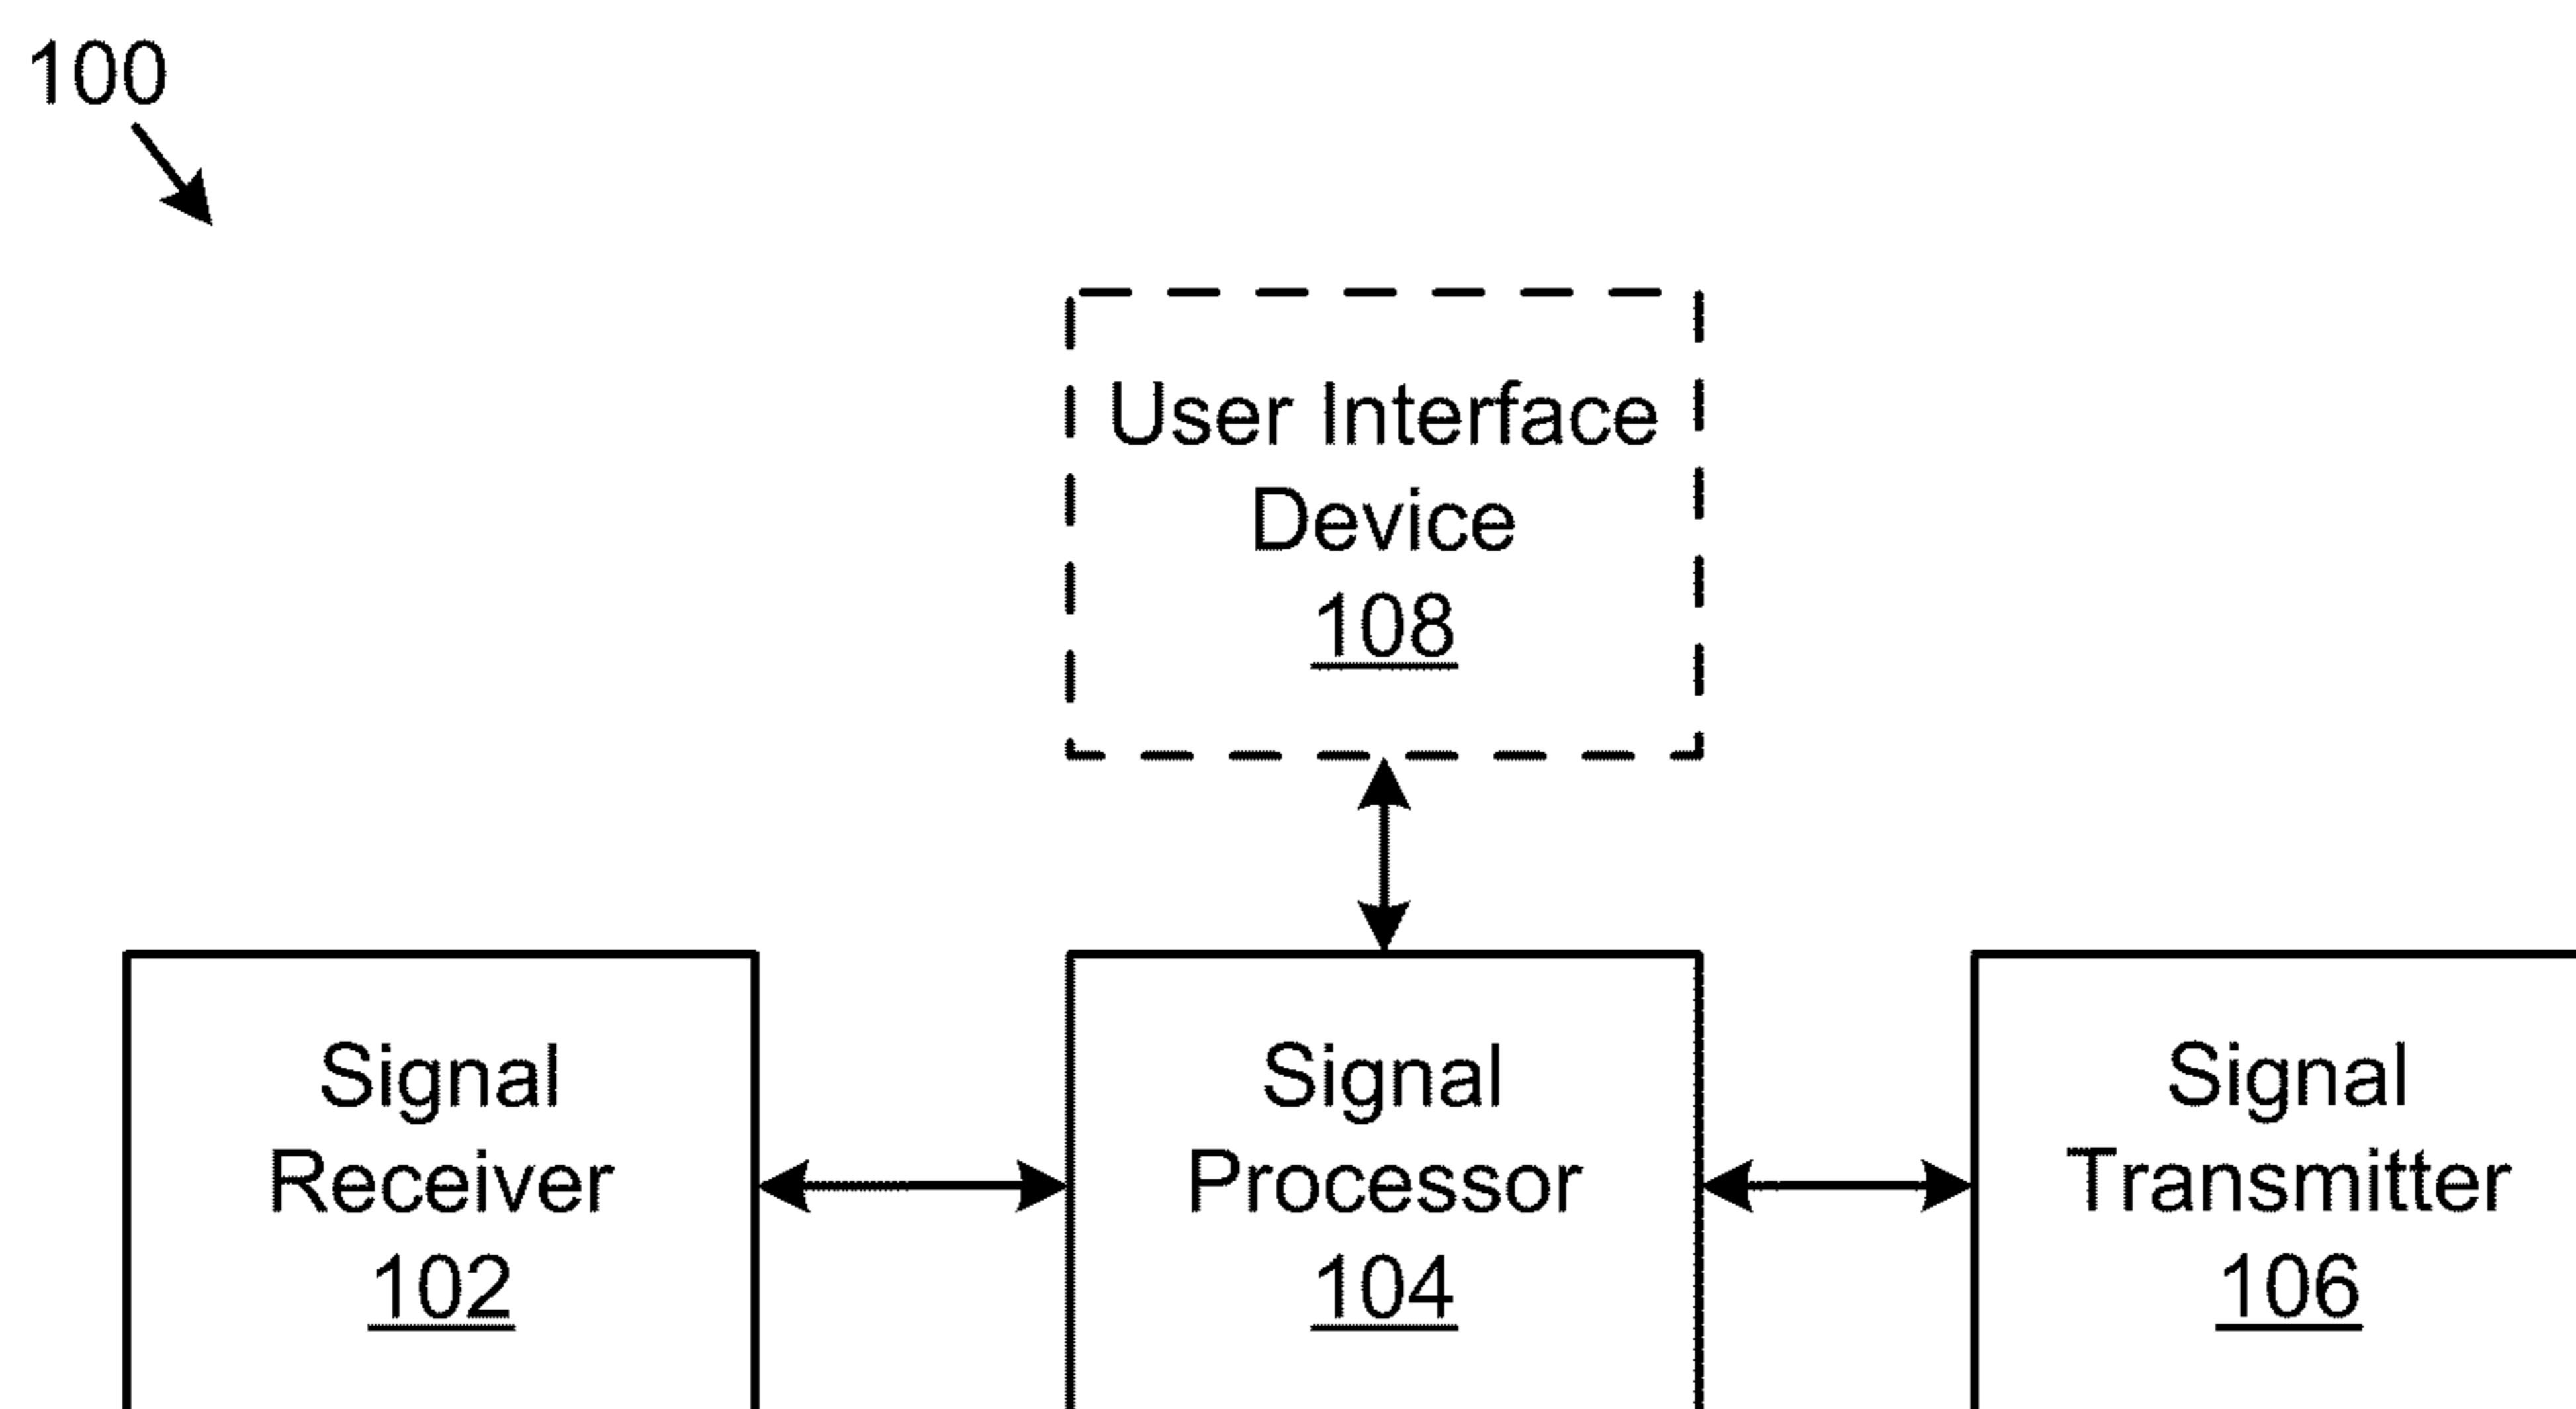 100
User Interface
Device
108
Signal
Receiver
102
Signal
Processor
104
Signal
Transmitter
106